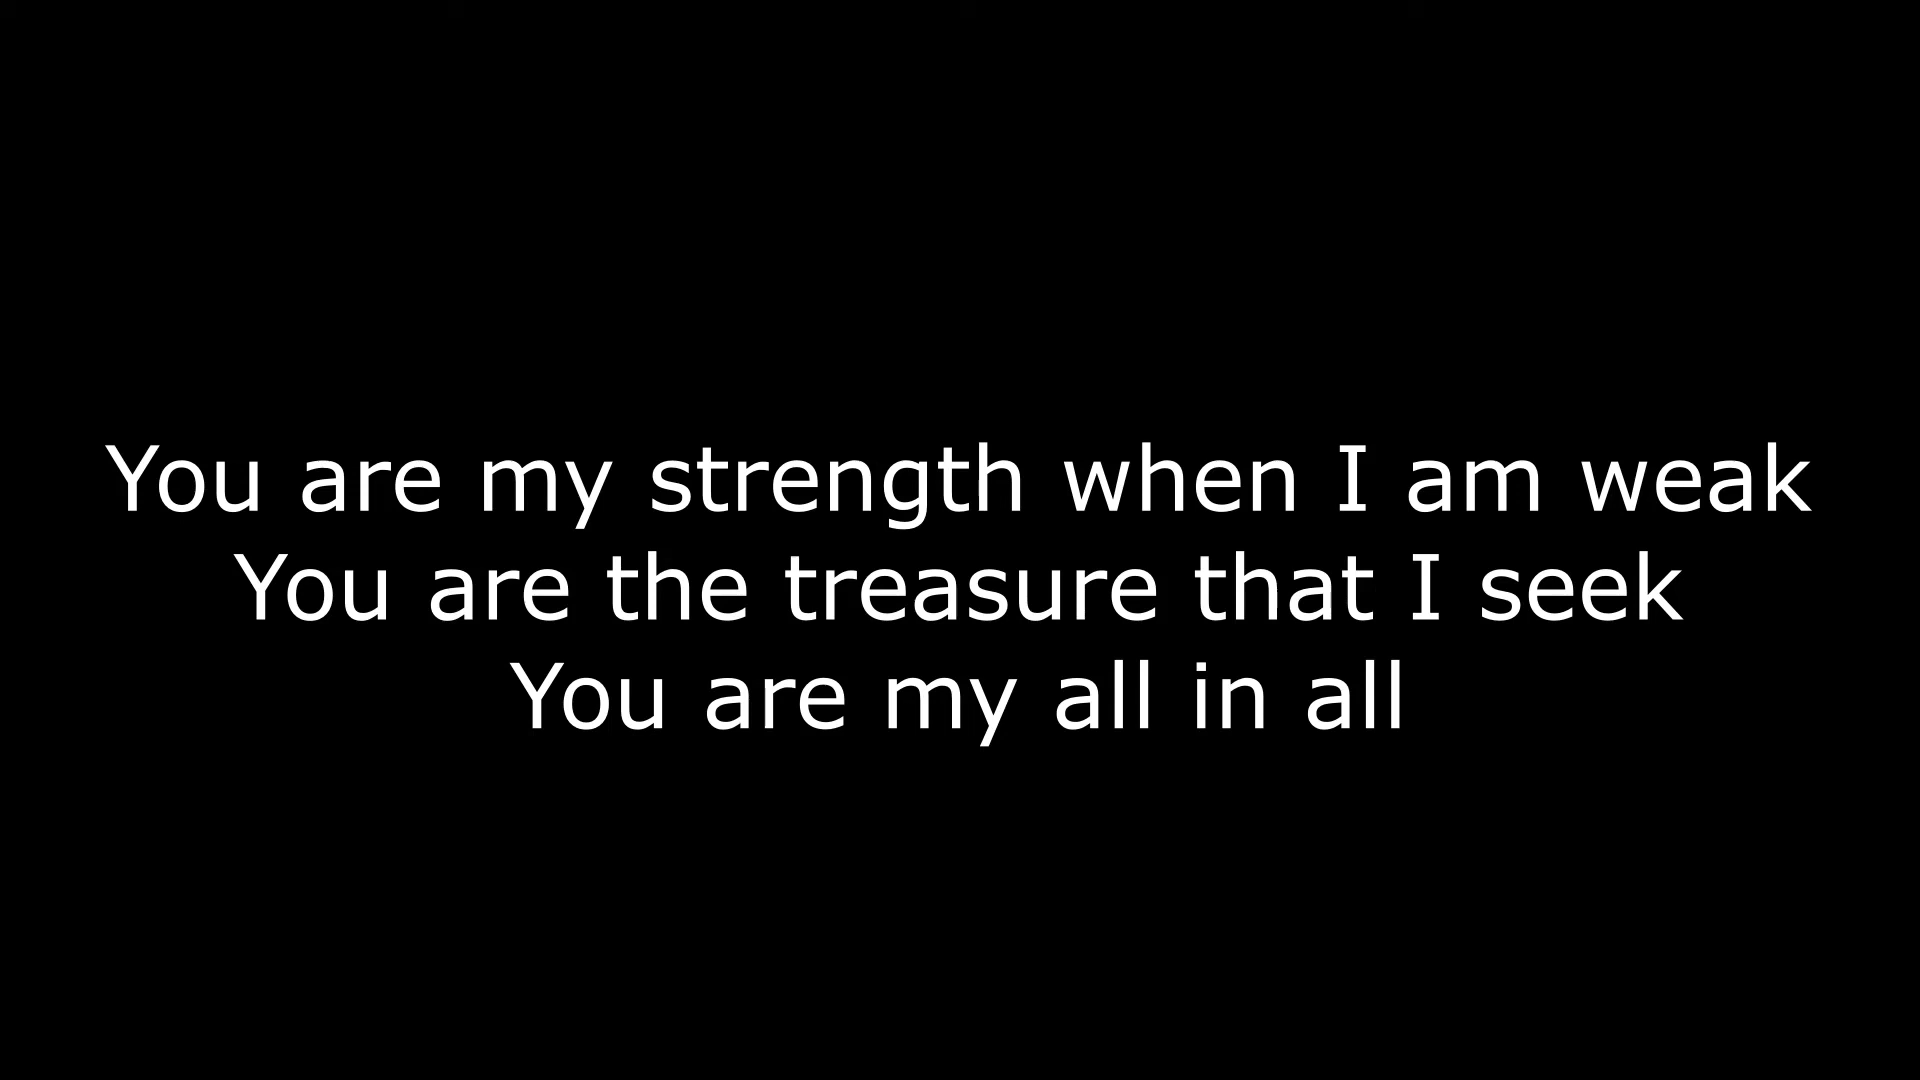 You are my strength when I am weak
You are the treasure that I seek
You are my all in all